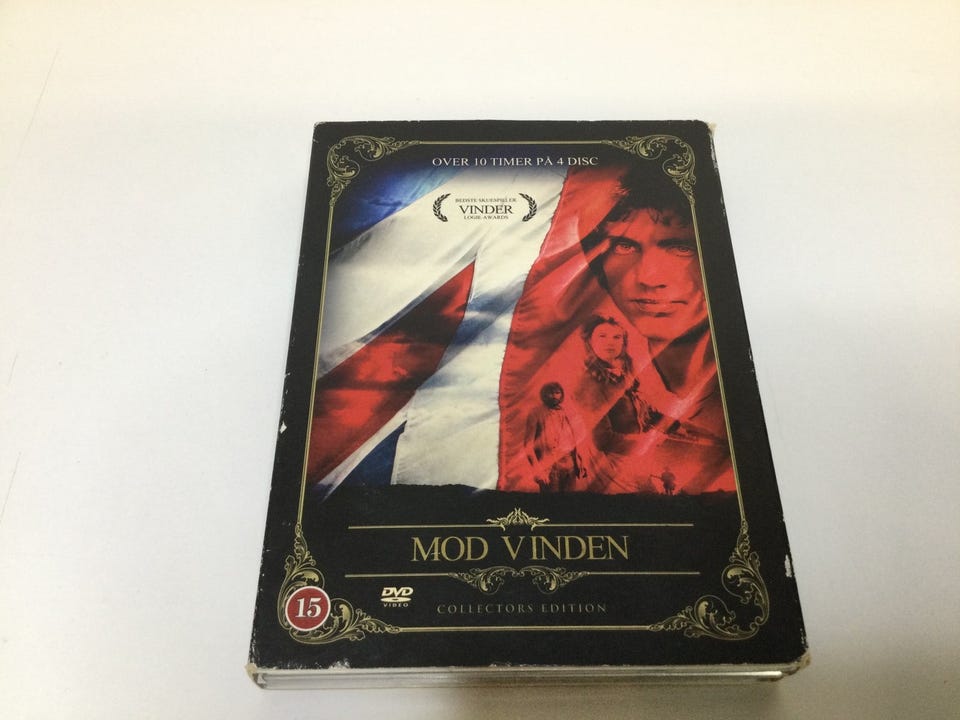 OVER 10 TIMER PÅ 4 DISC
BEDSTE SKUESPILLER
VINDER
LOGIE AWARDS
MOD VINDEN
15
DVD
VIDEO
COLLECTORS EDITION